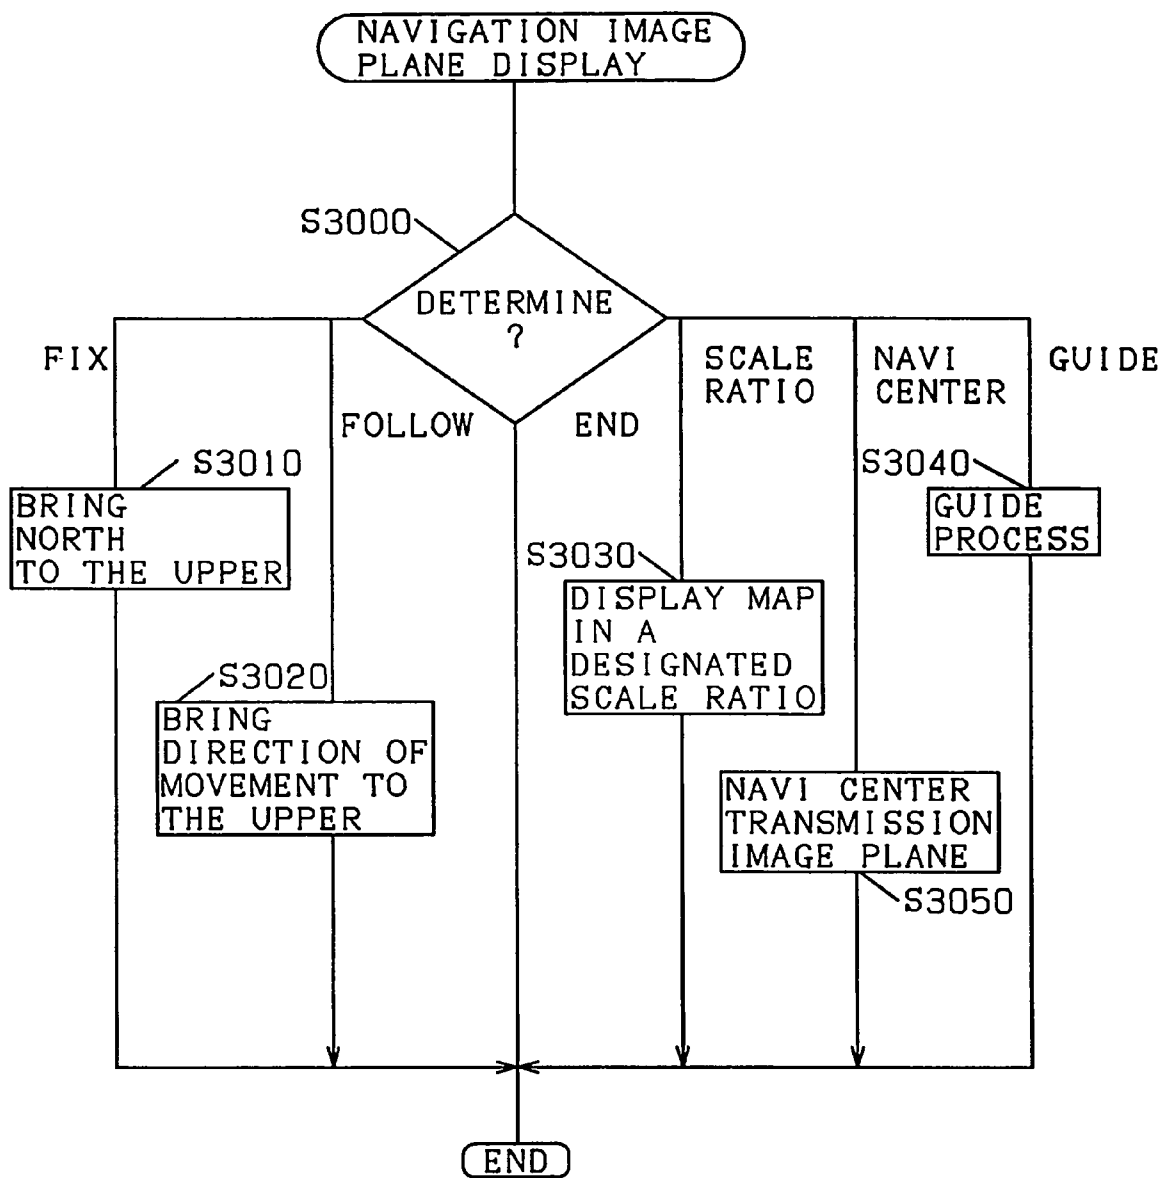 NAVIGATION IMAGE
PLANE DISPLAY
S3000
DETERMINE
?
FIX
FOLLOW
END
SCALE
RATIO
NAVI
CENTER
GUIDE
S3010
BRING
NORTH
TO THE UPPER
S3020
BRING
DIRECTION OF
MOVEMENT TO
THE UPPER
S3030
DISPLAY MAP
IN A
DESIGNATED
SCALE RATIO
S3040
GUIDE
PROCESS
NAVI CENTER
TRANSMISSION
IMAGE PLANE
S3050
END